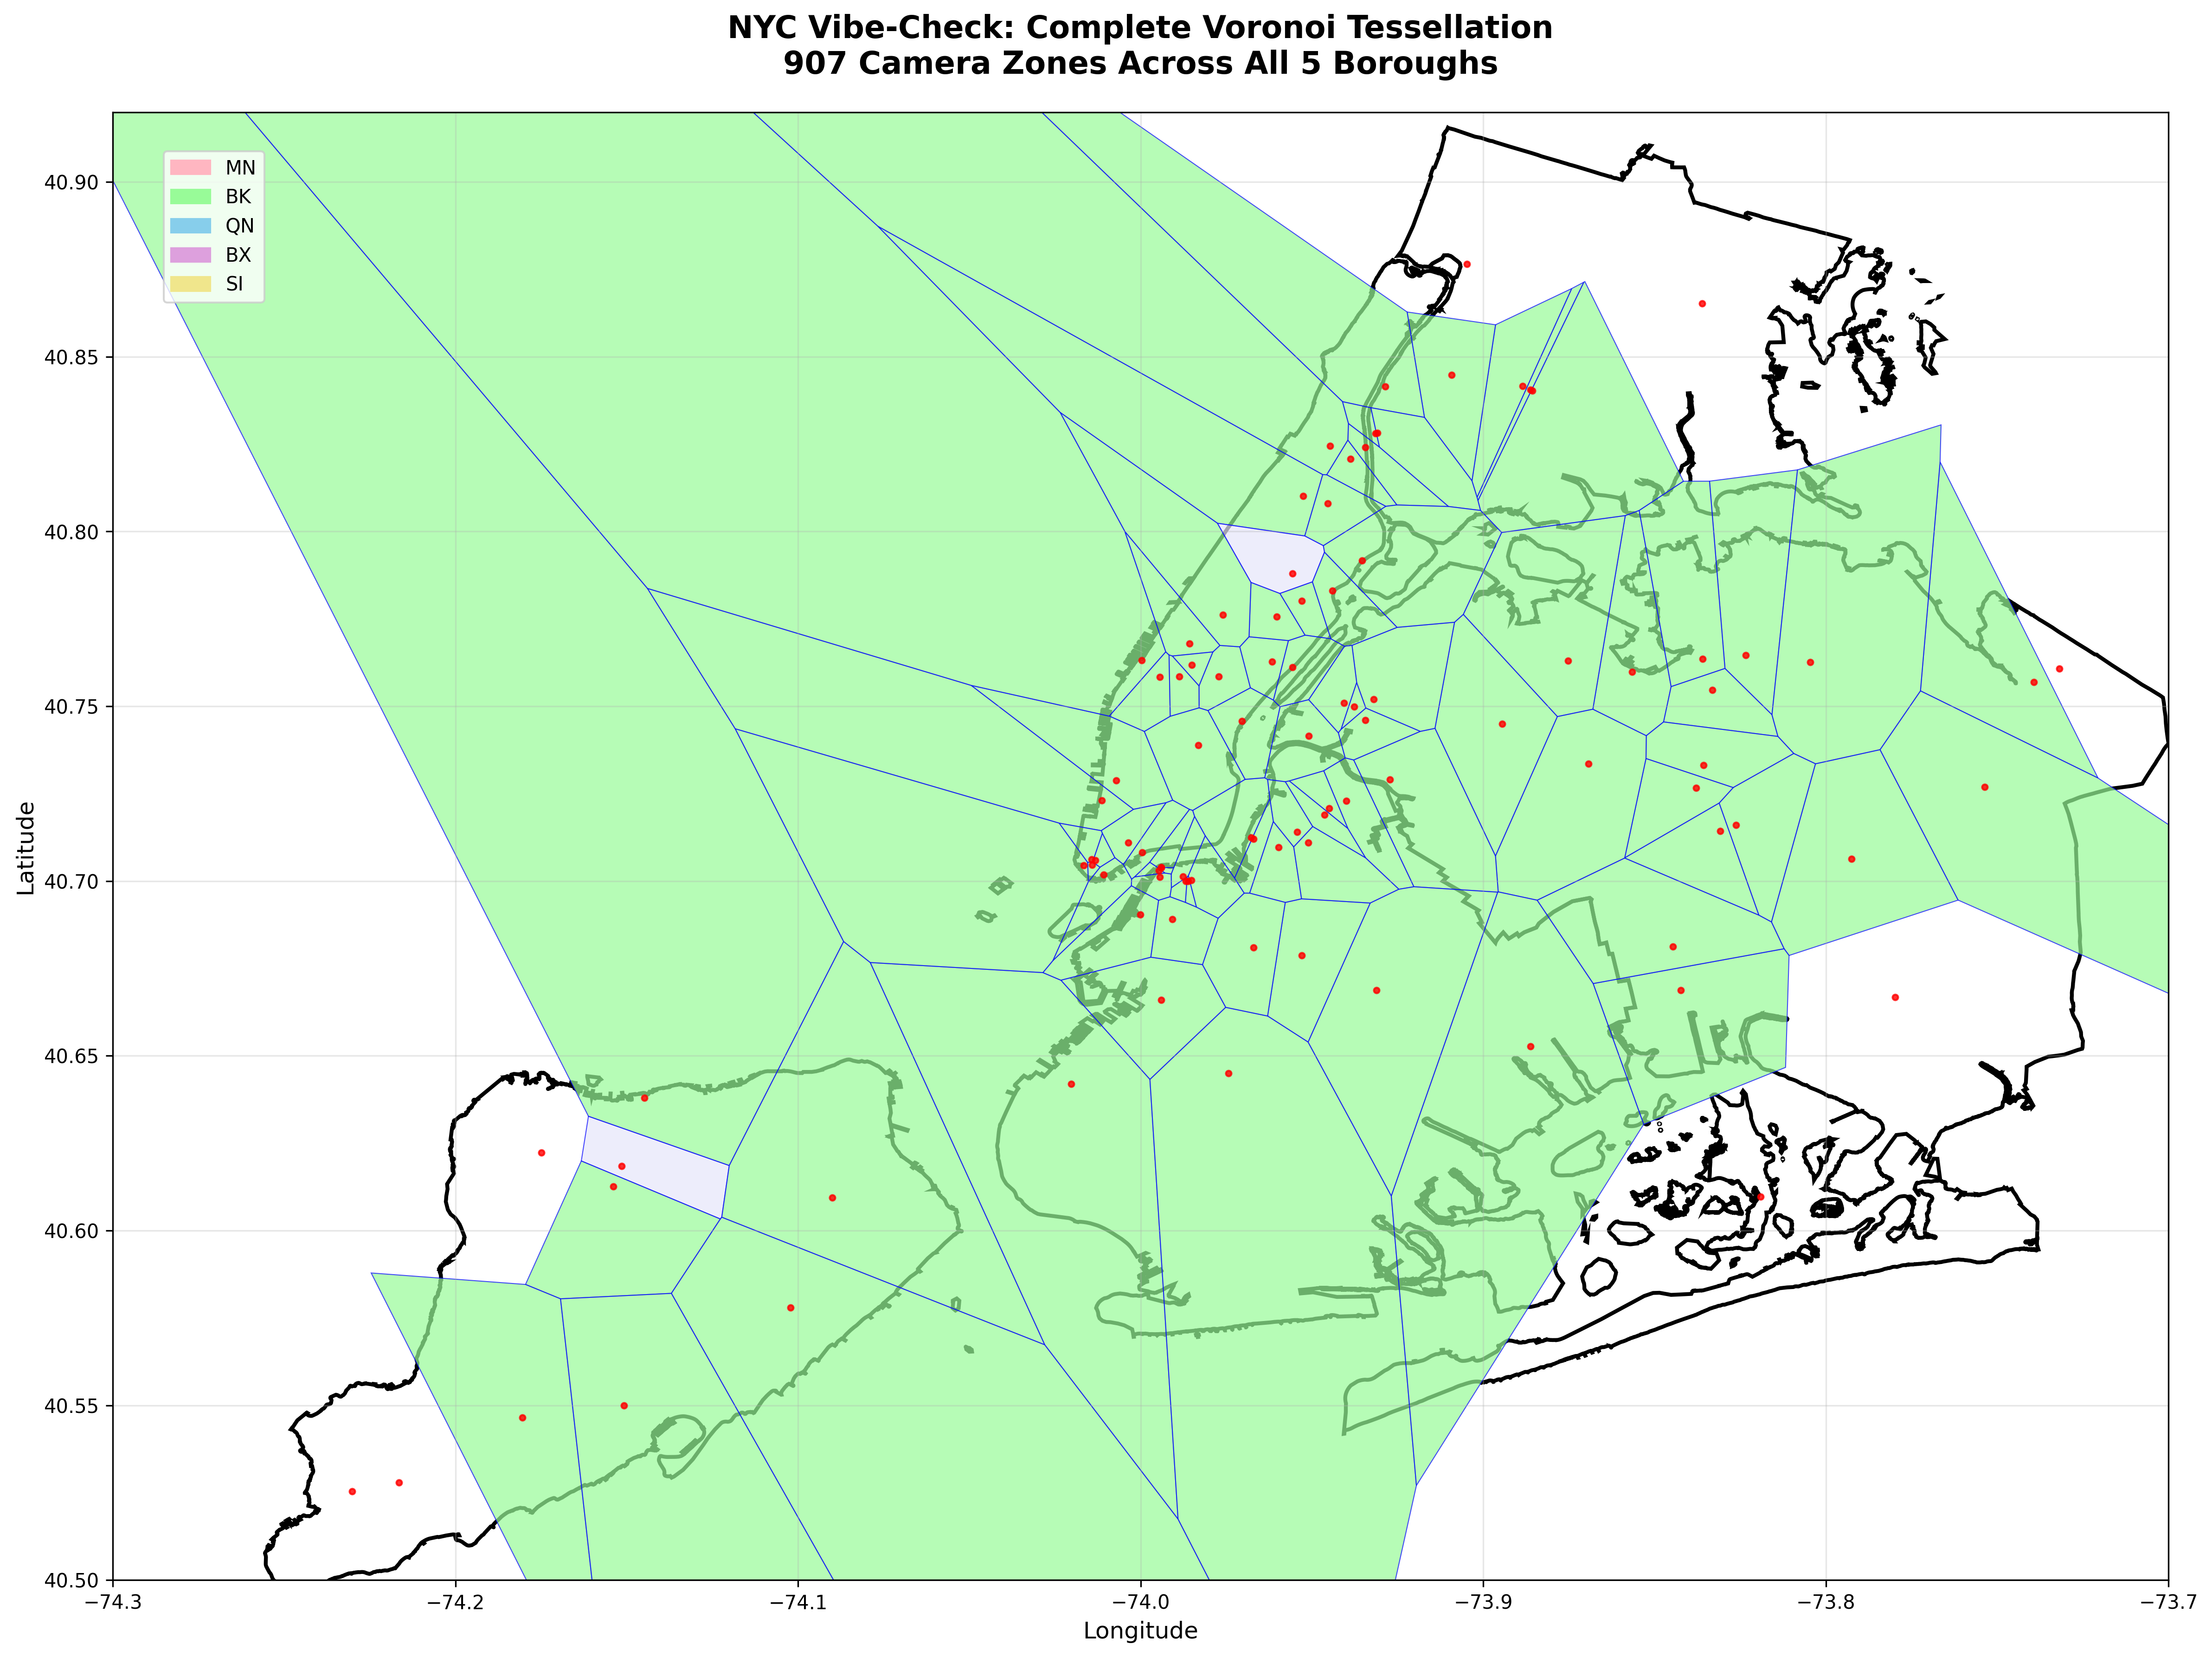 NYC Vibe-Check: Complete Voronoi Tessellation
907 Camera Zones Across All 5 Boroughs
MN
BK
QN
BX
SI
40.90
40.85
40.80
40.75
40.70
40.65
40.60
40.55
40.50
Latitude
−74.3
−74.2
−74.1
−74.0
−73.9
−73.8
−73.7
Longitude